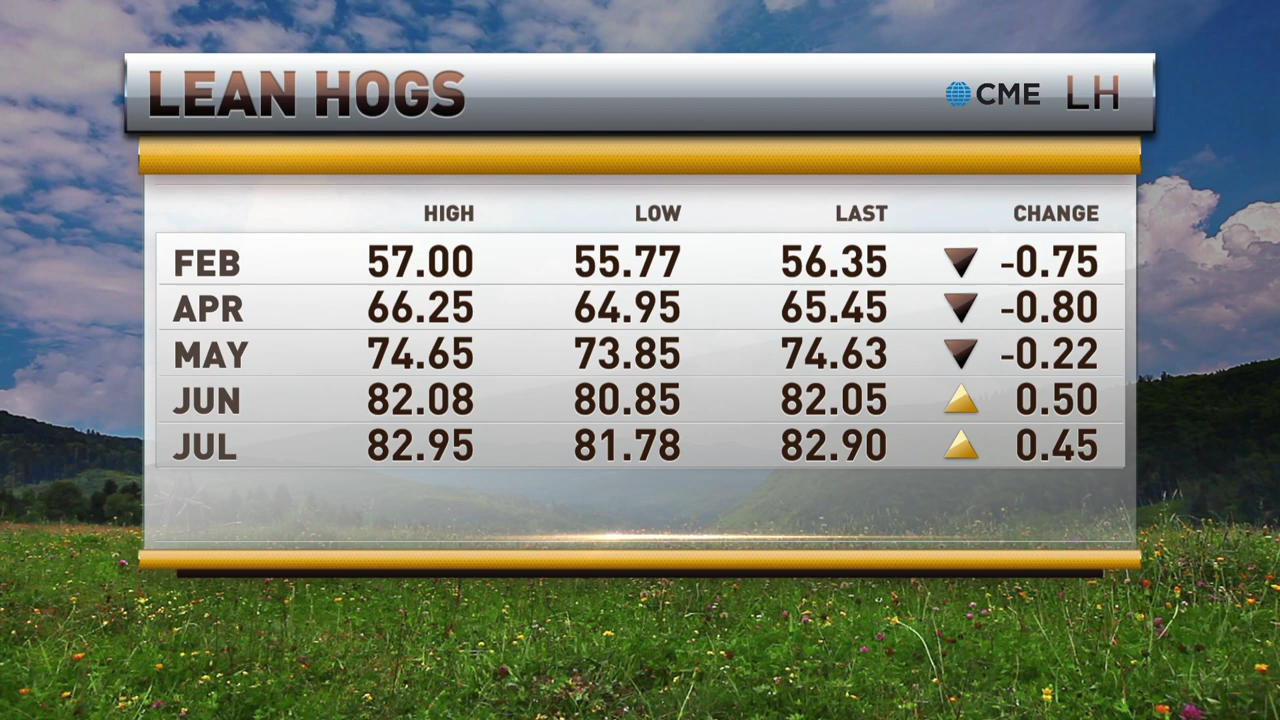 LEAN HOGS CME LH
HIGH LOW LAST CHANGE
FEB 57.00 55.77 56.35 -0.75
APR 66.25 64.95 65.45 -0.80
MAY 74.65 73.85 74.63 -0.22
JUN 82.08 80.85 82.05 0.50
JUL 82.95 81.78 82.90 0.45